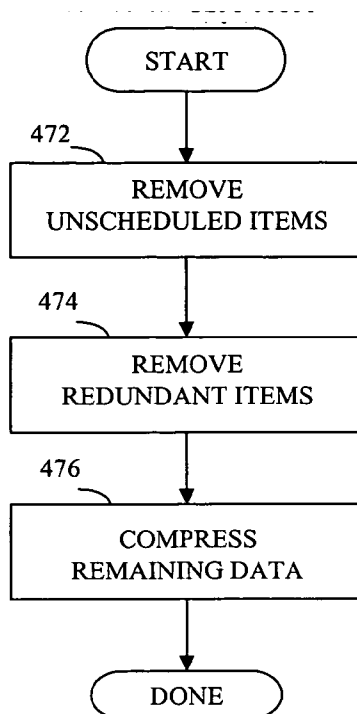 START
472
REMOVE
UNSCHEDULED ITEMS
474
REMOVE
REDUNDANT ITEMS
476
COMPRESS
REMAINING DATA
DONE